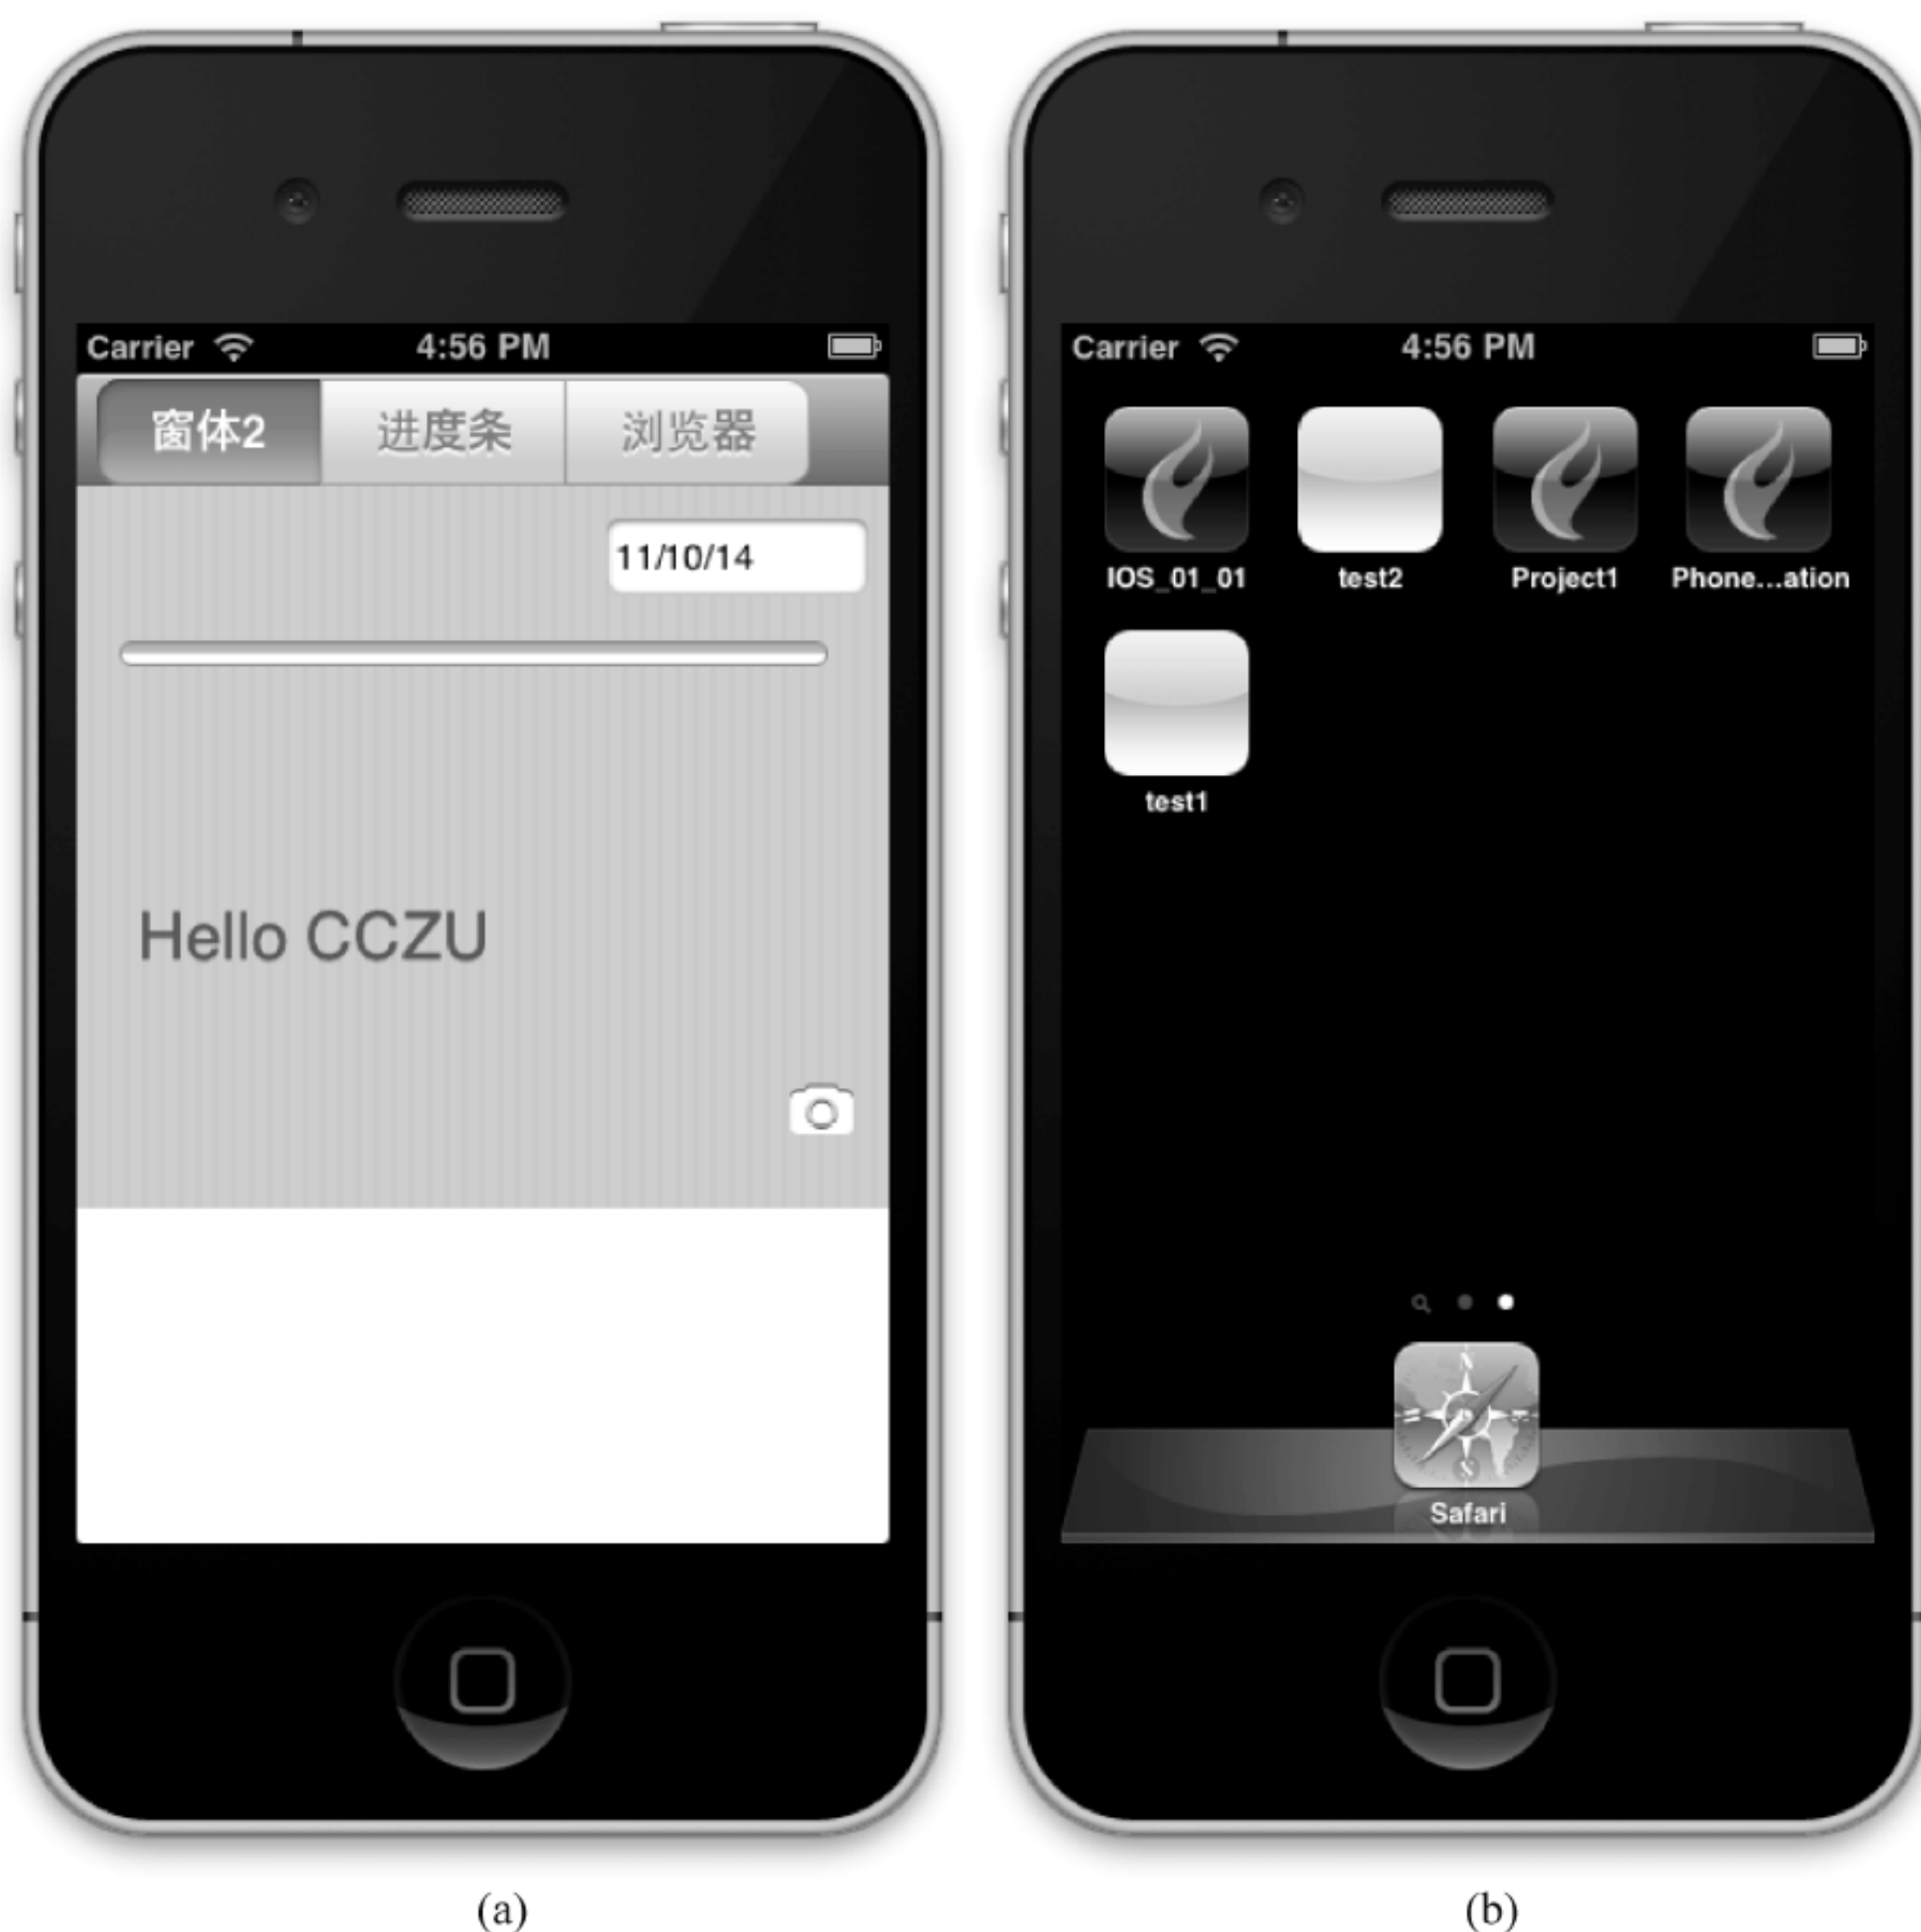 Carrier 4:56 PM
窗体2 进度条 浏览器
11/10/14
Hello CCZU
(a)
Carrier 4:56 PM
IOS_01_01 test2 Project1 Phone...ation
test1
Safari
(b)